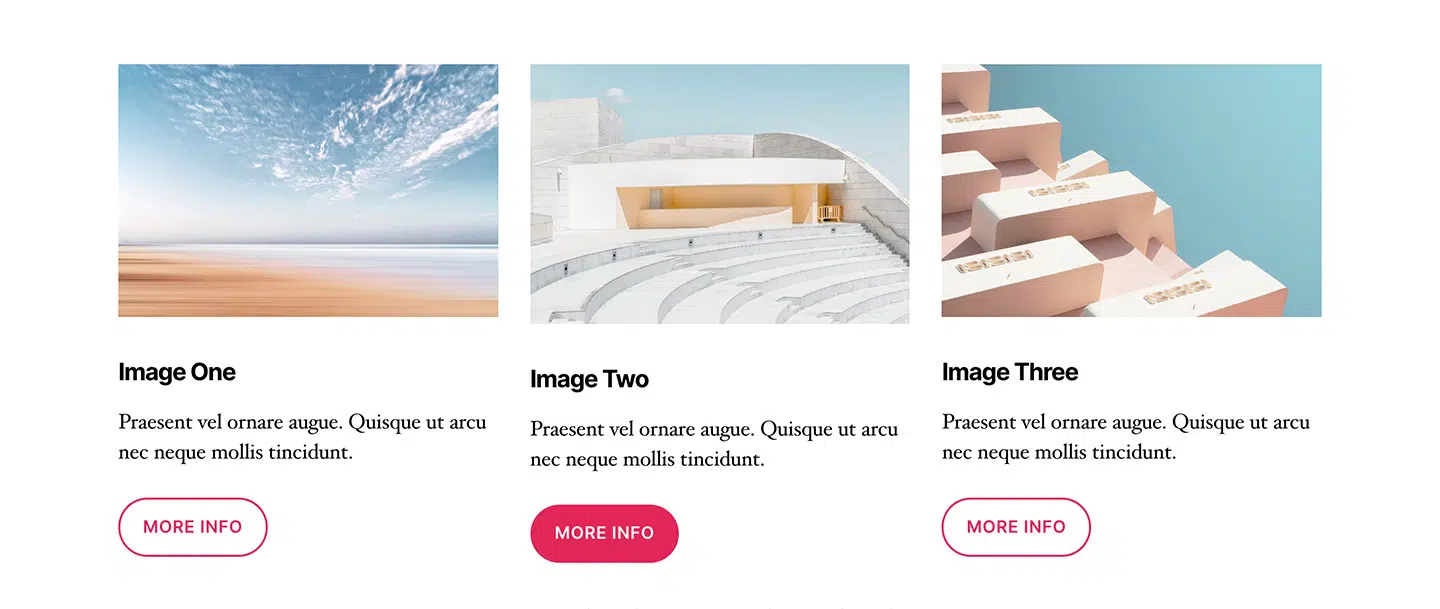 Image One
Praesent vel ornare augue. Quisque ut arcu
nec neque mollis tincidunt.
MORE INFO
Image Two
Praesent vel ornare augue. Quisque ut arcu
nec neque mollis tincidunt.
MORE INFO
Image Three
Praesent vel ornare augue. Quisque ut arcu
nec neque mollis tincidunt.
MORE INFO